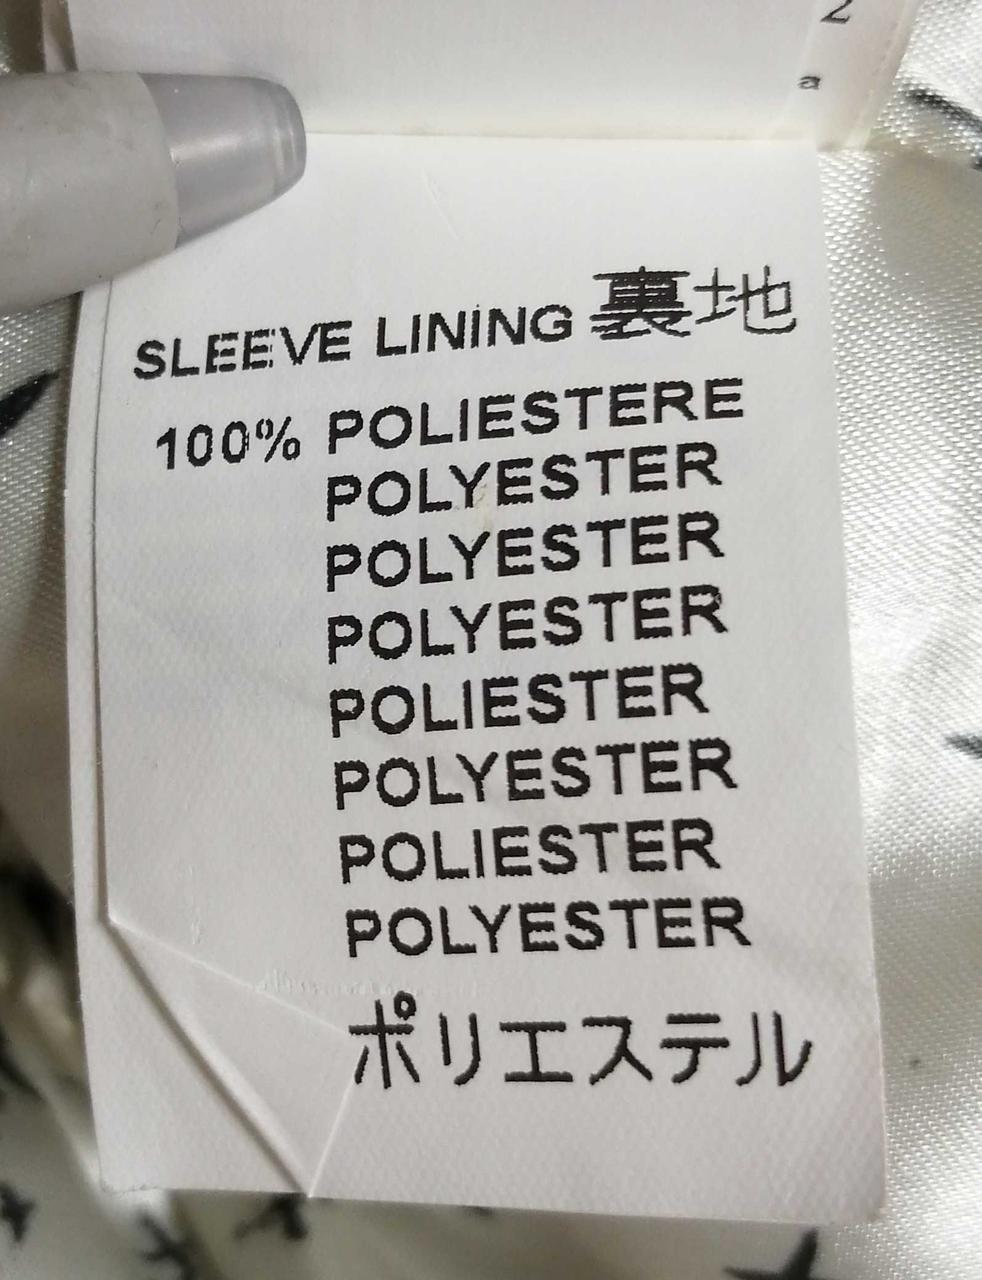 2
a
SLEEVE LINING 裏地
100% POLIESTERE
POLYESTER
POLYESTER
POLYESTER
POLIESTER
POLYESTER
POLIESTER
POLYESTER
ポリエステル